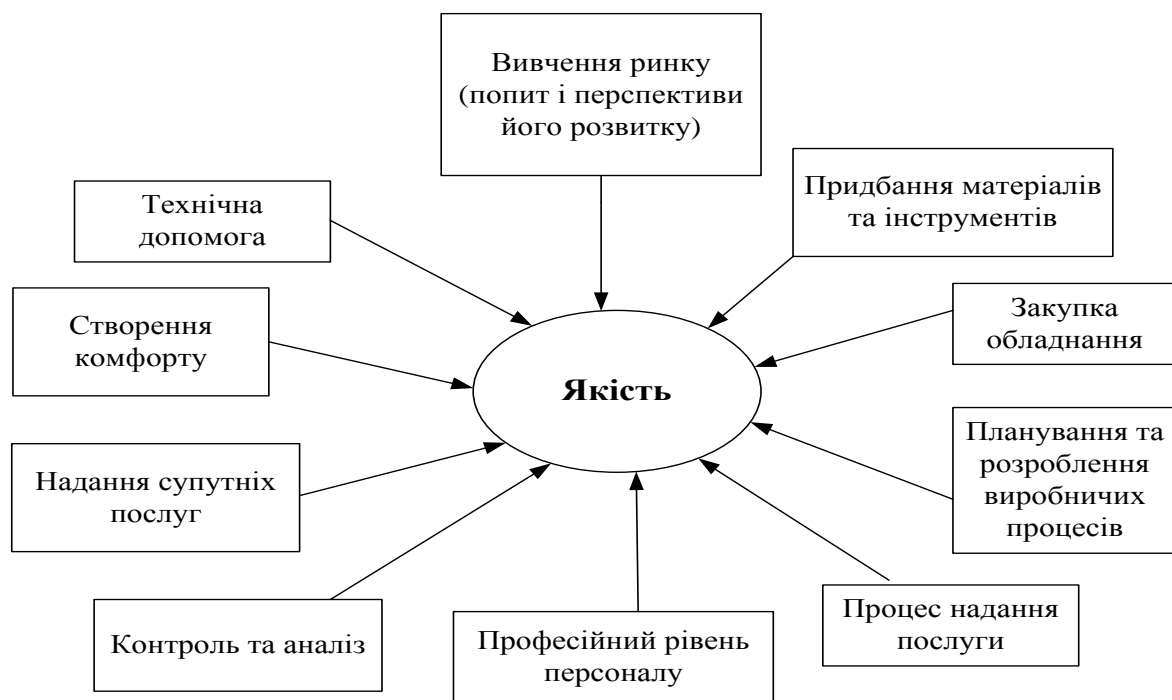 Вивчення ринку
(попит і перспективи
його розвитку)
Придбання матеріалів
та інструментів
Технічна
допомога
Закупка
обладнання
Створення
комфорту
Якість
Планування та
розроблення
виробничих
процесів
Надання супутніх
послуг
Процес надання
послуги
Контроль та аналіз
Професійний рівень
персоналу